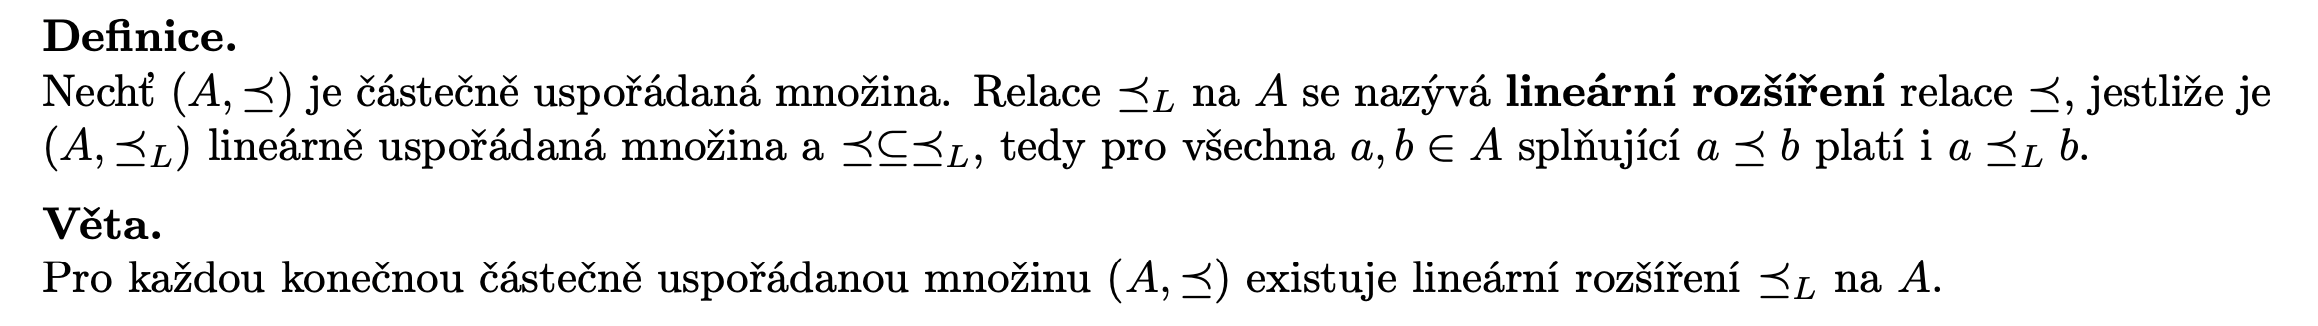 Definice.
Nechť (A, ⪯) je částečně uspořádaná množina. Relace ⪯_L na A se nazývá lineární rozšíření relace ⪯, jestliže je
(A, ⪯_L) lineárně uspořádaná množina a ⪯⊆⪯_L, tedy pro všechna a, b ∈ A splňující a ⪯ b platí i a ⪯_L b.
Věta.
Pro každou konečnou částečně uspořádanou množinu (A, ⪯) existuje lineární rozšíření ⪯_L na A.